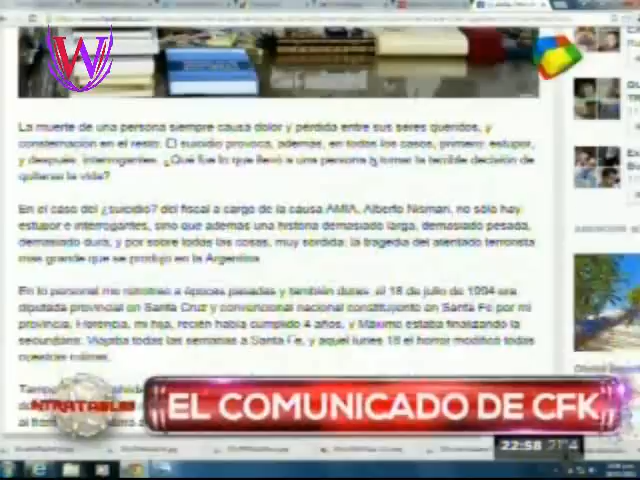 W
La muerte de una persona siempre causa dolor y pérdida entre sus seres queridos, y
consternación en el resto. El suicidio provoca, además, en todos los casos, primero: estupor,
y después, interrogantes. ¿Qué fue lo que llevó a una persona a tomar la terrible decisión de
quitarse la vida?
En el caso del ¿suicidio? del fiscal a cargo de la causa AMIA, Alberto Nisman, no sólo hay
estupor e interrogantes, sino que además una historia demasiado larga, demasiado pesada,
demasiado dura, y por sobre todas las cosas, muy sórdida: la tragedia del atentado terrorista
más grande que se produjo en la Argentina.
En lo personal me retrotrae a épocas pasadas y también duras: el 18 de julio de 1994 era
diputada provincial en Santa Cruz y convencional nacional constituyente en Santa Fe por mi
provincia. Florencia, mi hija, recién había cumplido 4 años, y Máximo estaba finalizando la
secundaria. Viajaba todas las semanas a Santa Fe, y aquel lunes 18 el horror modificó todas
nuestras rutinas.
INTRATABLES
EL COMUNICADO DE CFK
22:58 21°4